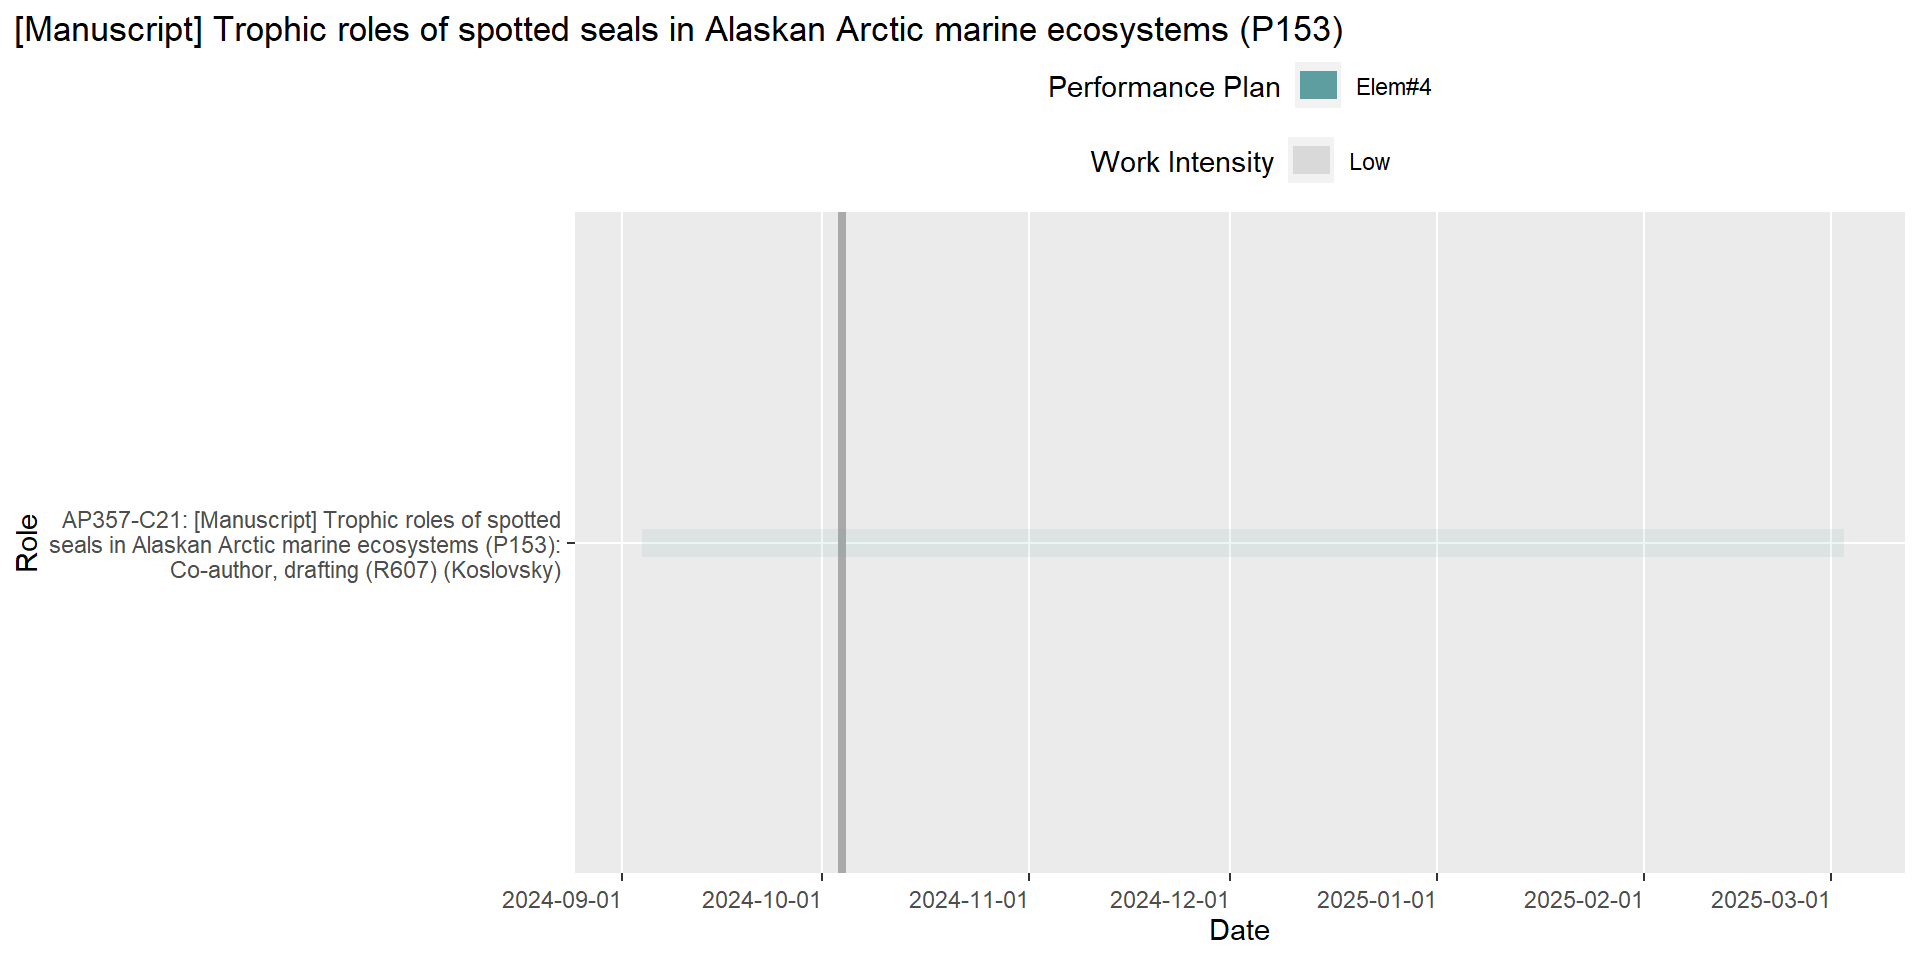 [Manuscript] Trophic roles of spotted seals in Alaskan Arctic marine ecosystems (P153)
Performance Plan Elem#4
Work Intensity Low
Role
AP357-C21: [Manuscript] Trophic roles of spotted
seals in Alaskan Arctic marine ecosystems (P153):
Co-author, drafting (R607) (Koslovsky)
2024-09-01 2024-10-01 2024-11-01 2024-12-01 2025-01-01 2025-02-01 2025-03-01
Date